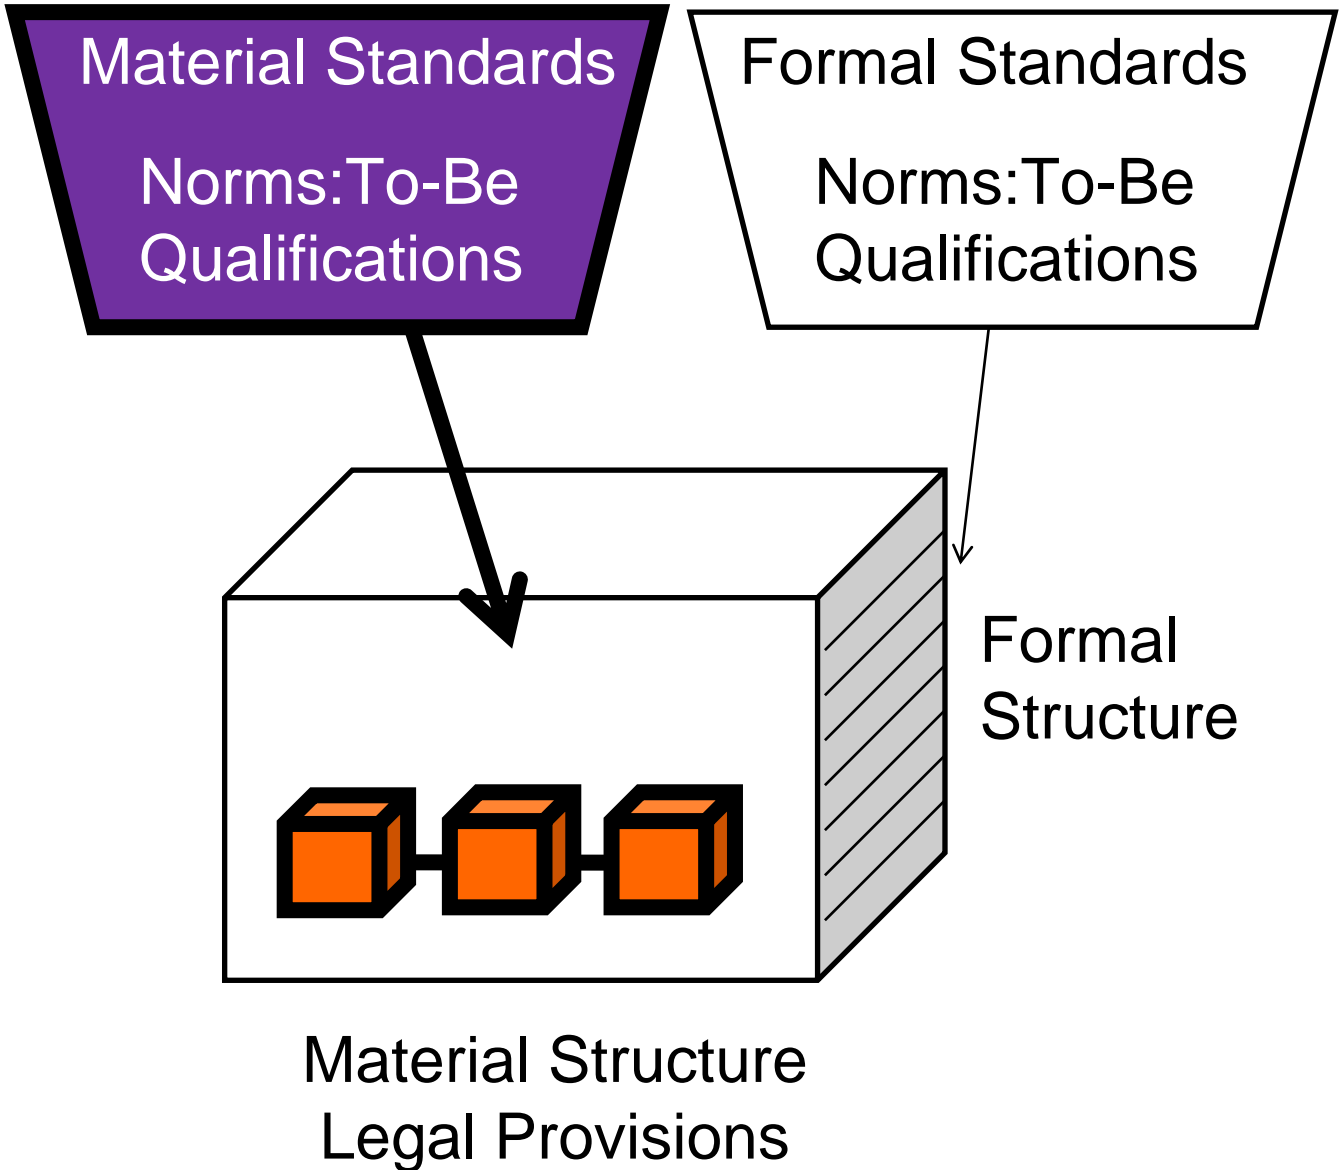 Material Standards
Norms:To-Be
Qualifications
Formal Standards
Norms:To-Be
Qualifications
Formal
Structure
Material Structure
Legal Provisions